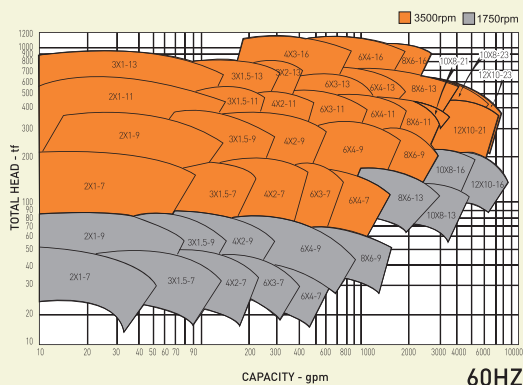 3500rpm 1750rpm
1200
1000
900
800
700
600
500
400
300
200
100
90
80
70
60
50
40
30
20
10
TOTAL HEAD - tf
4X3-16
6X4-16
8X6-16
10X8-21
10X8-23
12X10-23
3X1-13
3X1.5-13
3X2-13
6X3-13
6X4-13
8X6-13
2X1-11
3X1.5-11
4X2-11
6X3-11
6X4-11
8X6-11
12X10-21
2X1-9
3X1.5-9
4X2-9
6X4-9
8X6-9
10X8-16
12X10-16
2X1-7
3X1.5-7
4X2-7
6X3-7
6X4-7
8X6-13
10X8-13
2X1-9
3X1.5-9
4X2-9
6X4-9
8X6-9
2X1-7
3X1.5-7
4X2-7
6X3-7
6X4-7
10 20 30 40 50 60 70 90 200 300 400 600 800 1000 2000 3000 4000 6000 10000
CAPACITY - gpm
60HZ